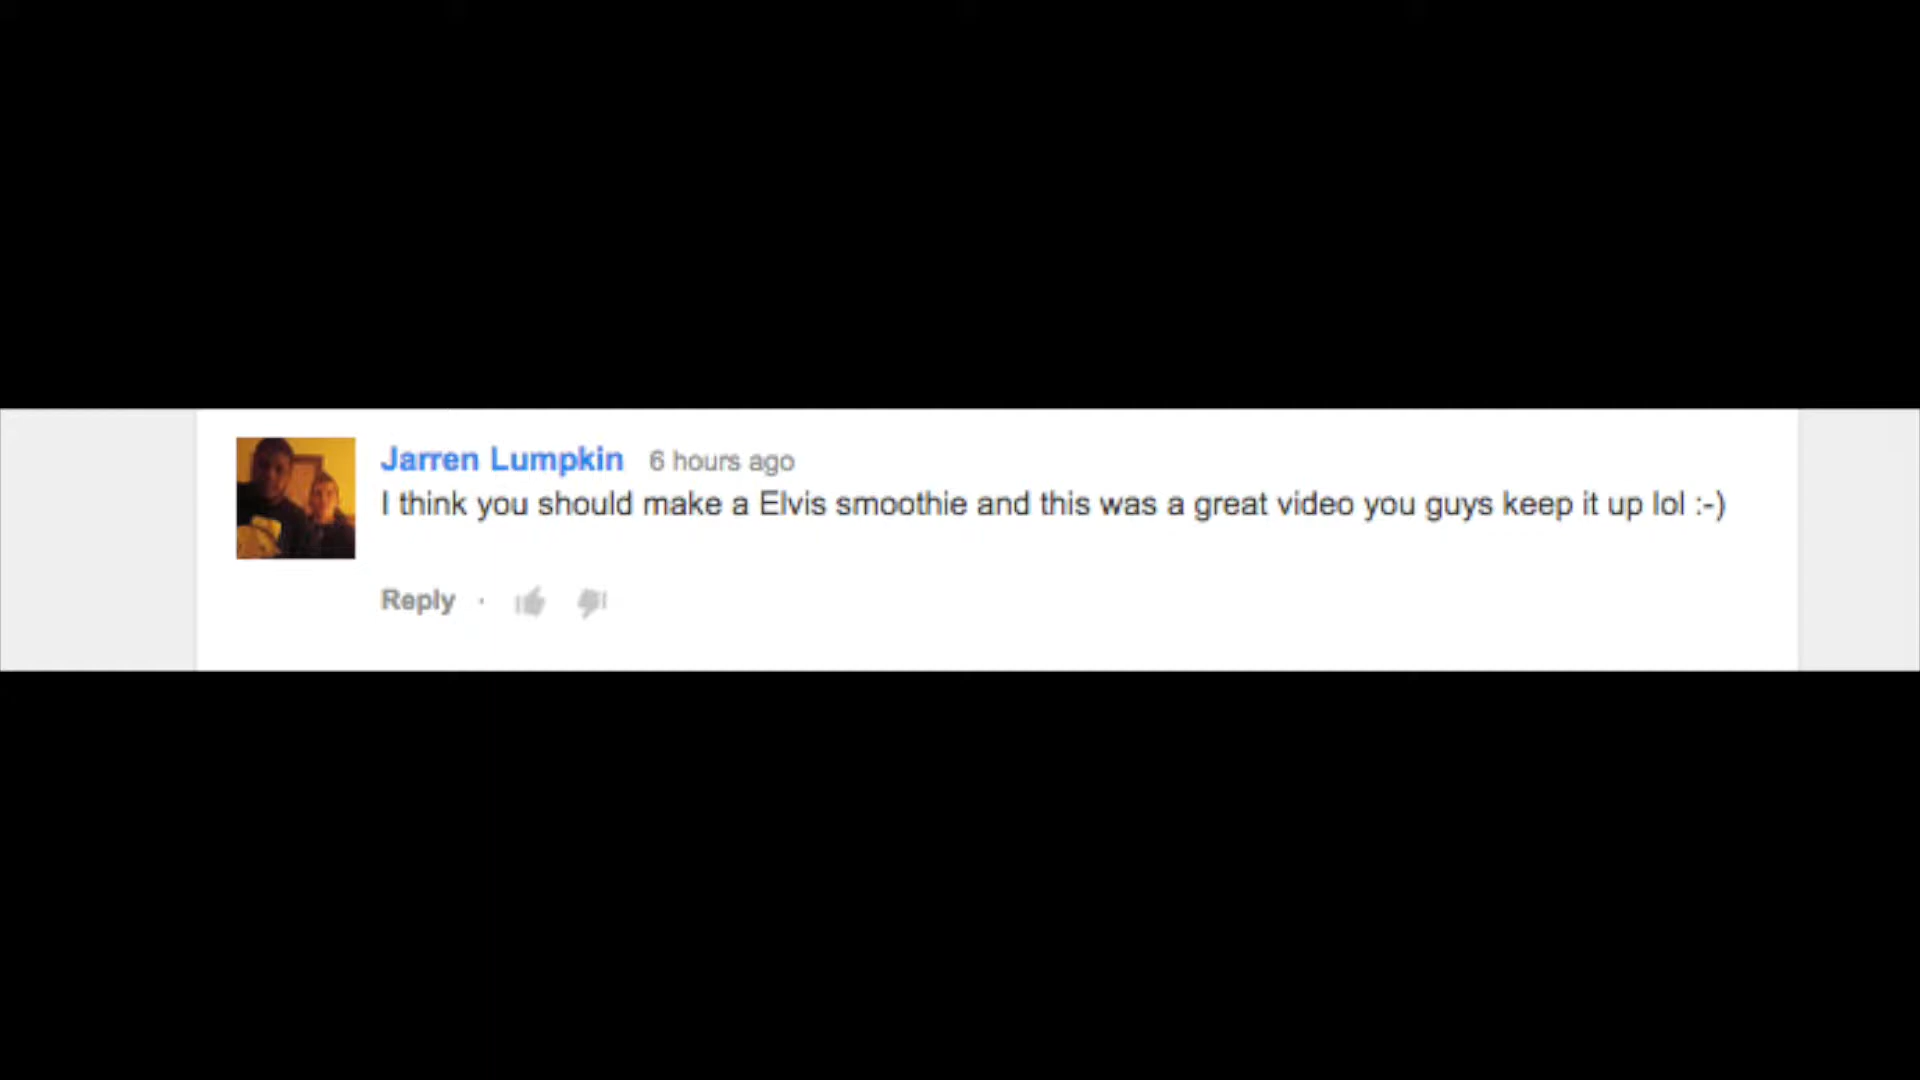 Jarren Lumpkin 6 hours ago
I think you should make a Elvis smoothie and this was a great video you guys keep it up lol :-)
Reply ·